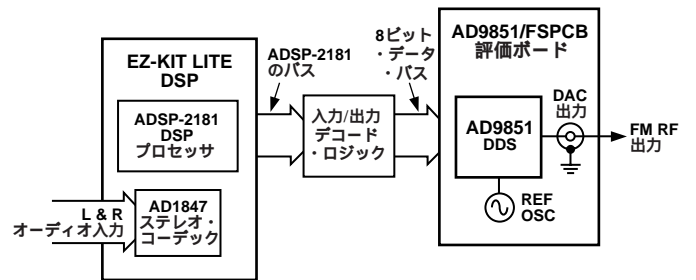 EZ-KIT LITE
DSP
ADSP-2181
DSP
プロセッサ
L & R
オーディオ入力
AD1847
ステレオ・
コーデック
ADSP-2181
のバス
入力/出力
デコード
・ロジック
8ビット
・データ
・バス
AD9851/FSPCB
評価ボード
AD9851
DDS
DAC
出力
REF
OSC
FM RF
出力